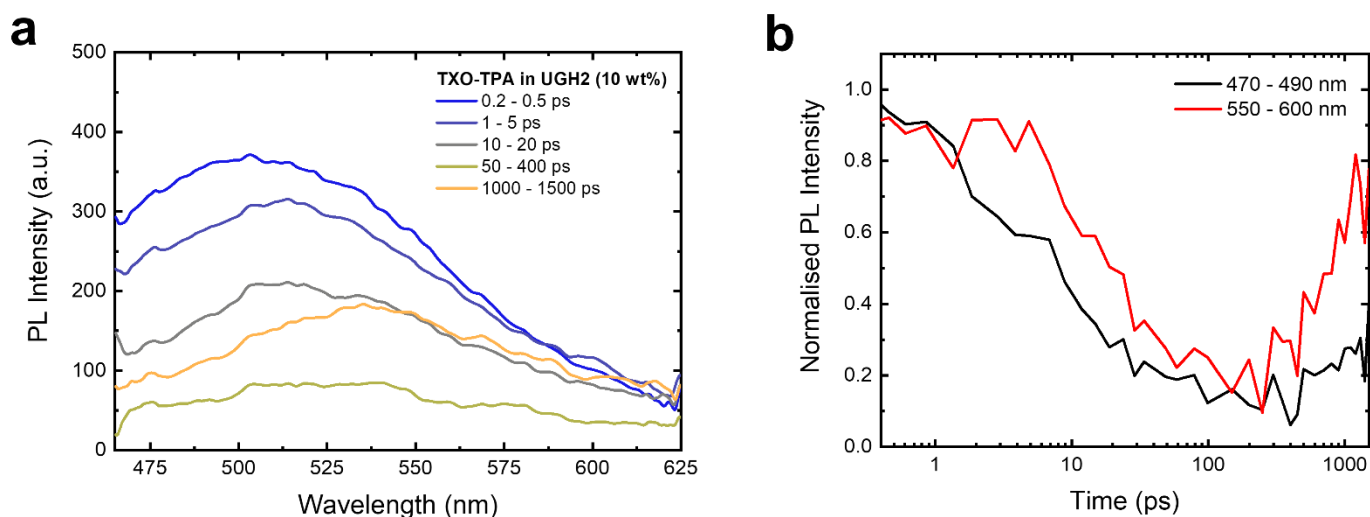 a
500
400
300
200
100
0
PL Intensity (a.u.)
TXO-TPA in UGH2 (10 wt%)
0.2 - 0.5 ps
1 - 5 ps
10 - 20 ps
50 - 400 ps
1000 - 1500 ps
475 500 525 550 575 600 625
Wavelength (nm)
b
1.0
0.8
0.6
0.4
0.2
0.0
Normalised PL Intensity
470 - 490 nm
550 - 600 nm
1 10 100 1000
Time (ps)